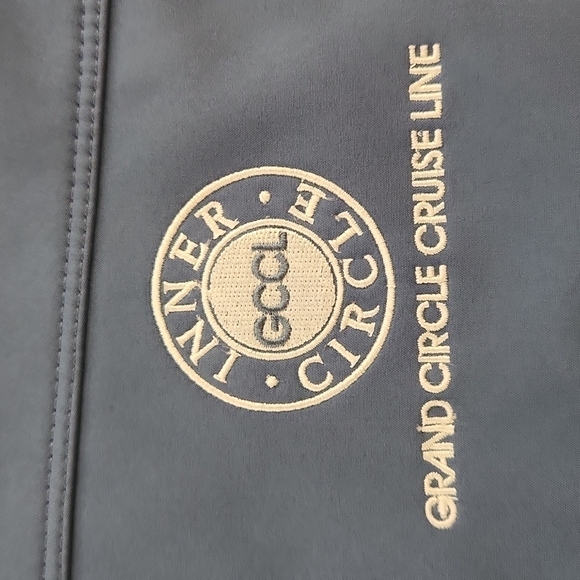 INNER
GCCL
CIRCLE
GRAND CIRCLE CRUISE LINE